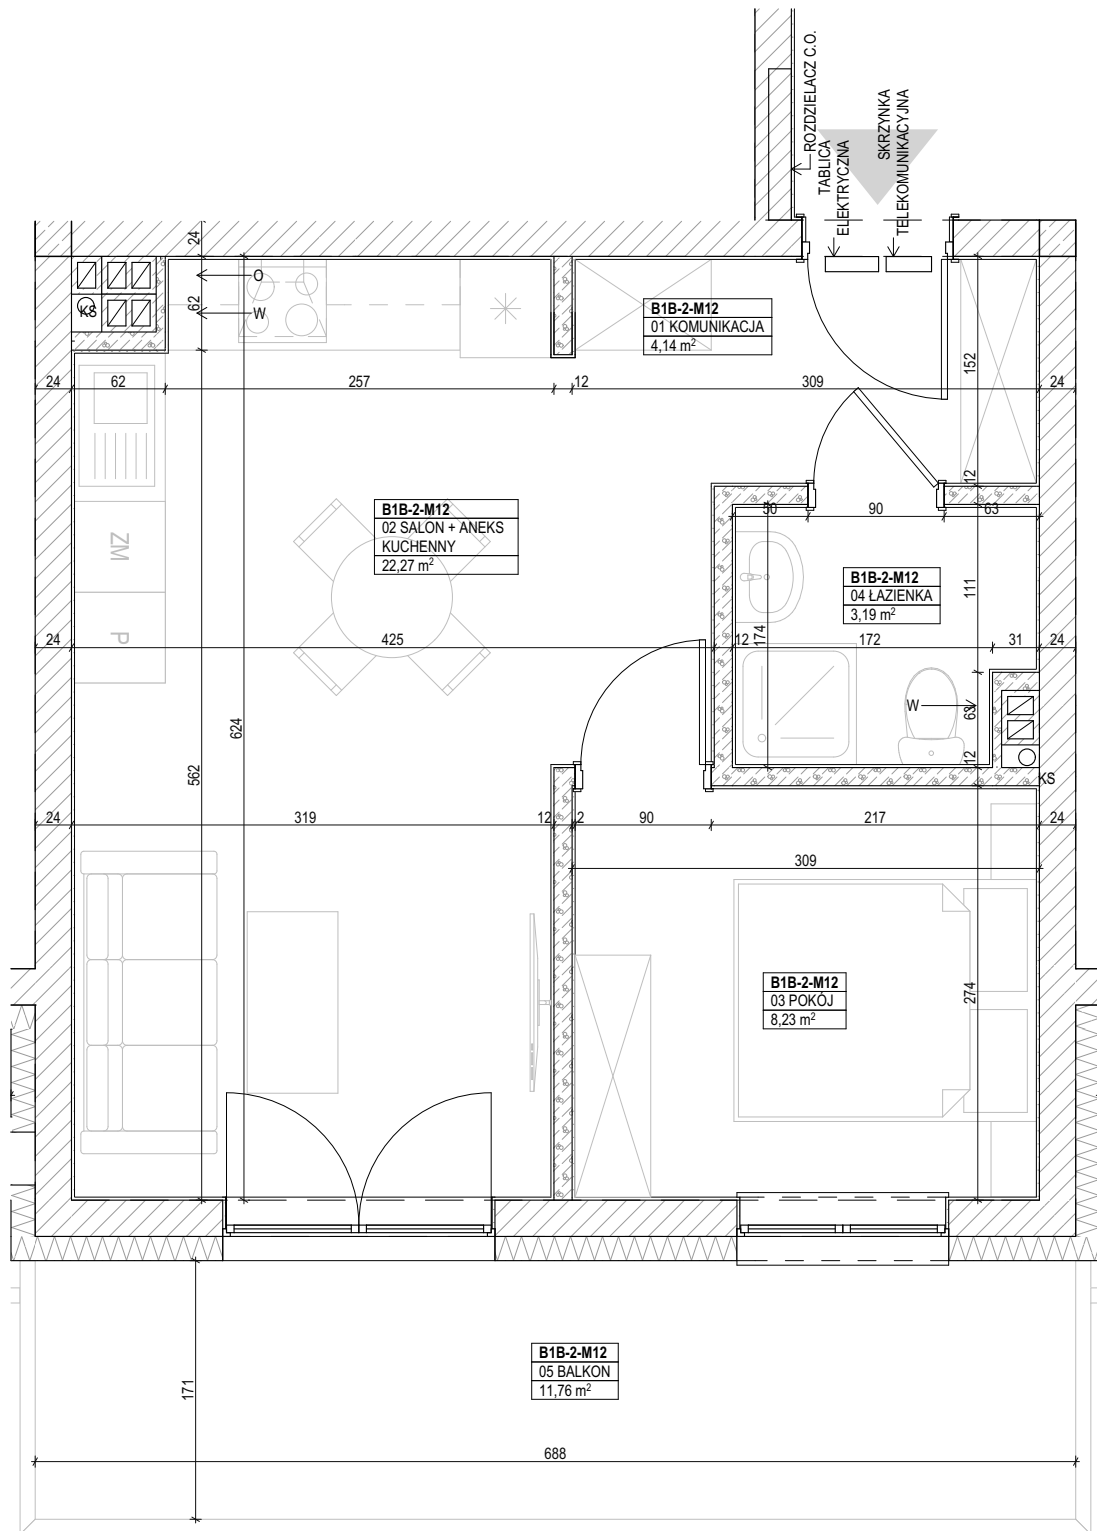 ROZDZIELACZ C.O.
TABLICA
ELEKTRYCZNA
SKRZYNKA
TELEKOMUNIKACYJNA
24
62
O
W
KS
B1B-2-M12
01 KOMUNIKACJA
4,14 m²
152
24
62
257
12
309
24
12
B1B-2-M12
02 SALON + ANEKS
KUCHENNY
22,27 m²
50
90
63
ZM
B1B-2-M12
04 ŁAZIENKA
3,19 m²
111
P
24
425
12
174
172
31
24
W
63
624
562
12
KS
24
319
12
2
90
217
24
309
B1B-2-M12
03 POKÓJ
8,23 m²
274
B1B-2-M12
05 BALKON
11,76 m²
171
688